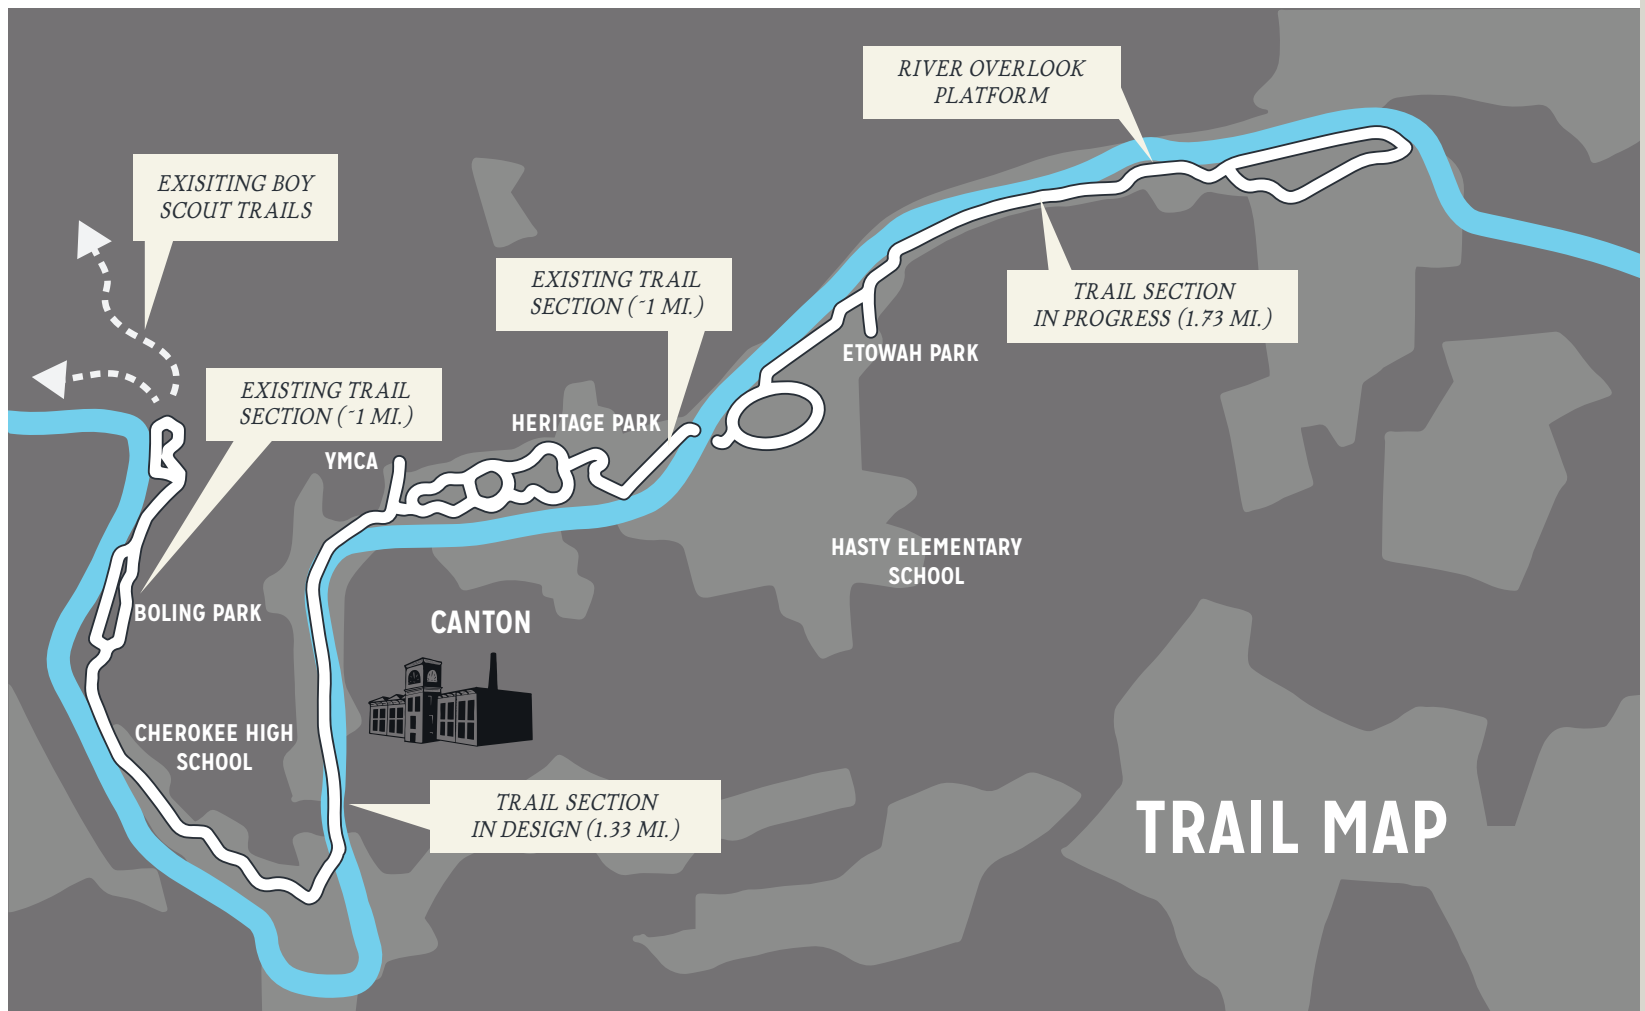 RIVER OVERLOOK
PLATFORM
EXISITING BOY
SCOUT TRAILS
EXISTING TRAIL
SECTION (˜1 MI.)
TRAIL SECTION
IN PROGRESS (1.73 MI.)
ETOWAH PARK
EXISTING TRAIL
SECTION (˜1 MI.)
HERITAGE PARK
YMCA
HASTY ELEMENTARY
SCHOOL
BOLING PARK
CANTON
CHEROKEE HIGH
SCHOOL
TRAIL SECTION
IN DESIGN (1.33 MI.)
TRAIL MAP